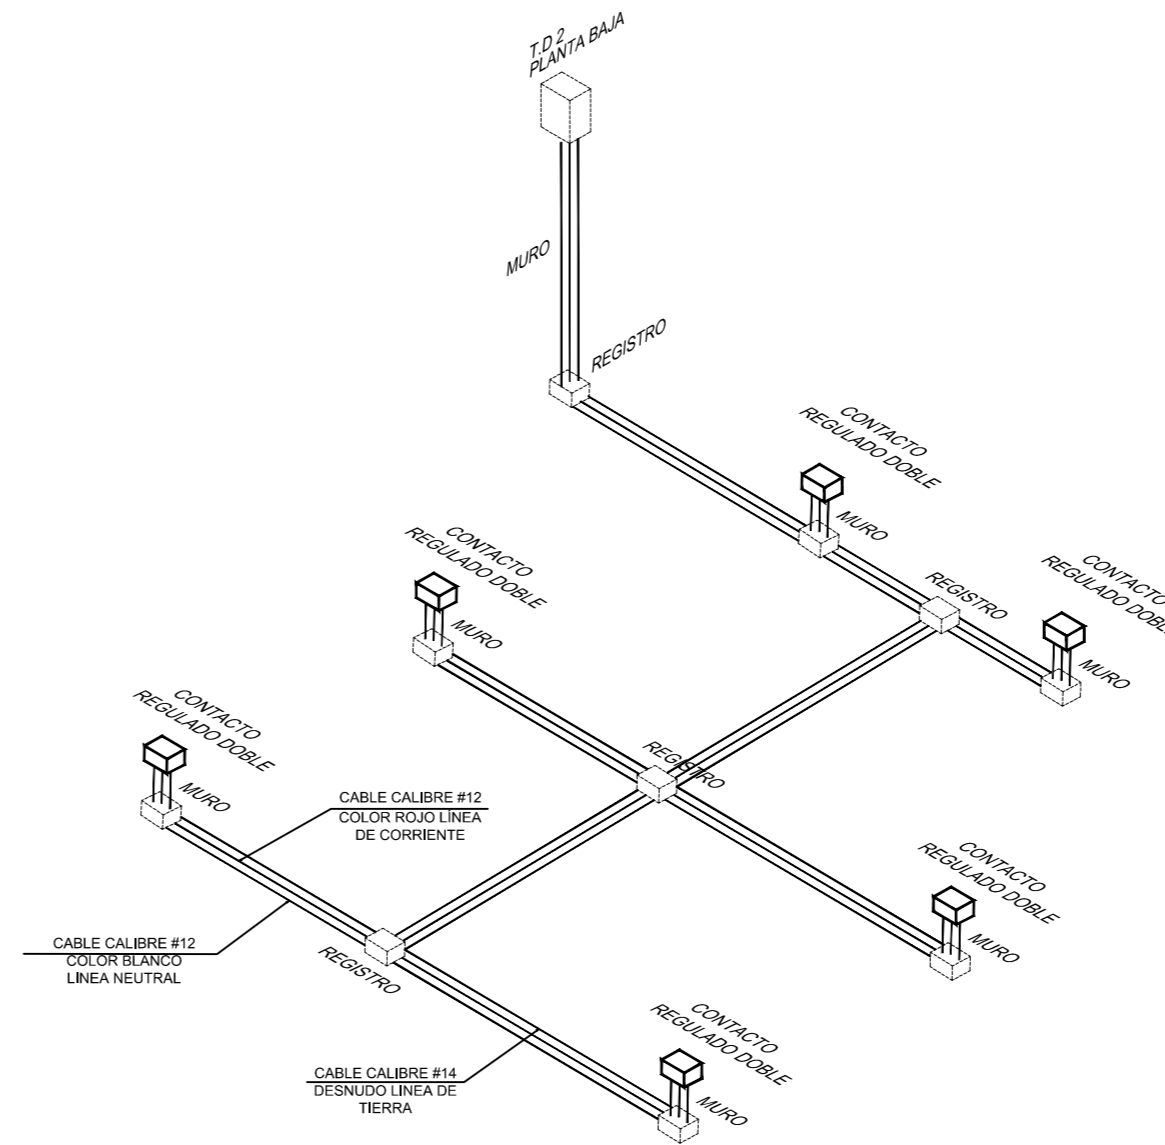 T.D 2
PLANTA BAJA
MURO
REGISTRO
CONTACTO
REGULADO DOBLE
MURO
CONTACTO
REGULADO DOBLE
MURO
REGISTRO
CONTACTO
REGULADO DOBLE
MURO
CONTACTO
REGULADO DOBLE
MURO
REGISTRO
CABLE CALIBRE #12
COLOR ROJO LÍNEA
DE CORRIENTE
CONTACTO
REGULADO DOBLE
MURO
CABLE CALIBRE #12
COLOR BLANCO
LINEA NEUTRAL
REGISTRO
CONTACTO
REGULADO DOBLE
MURO
CABLE CALIBRE #14
DESNUDO LINEA DE
TIERRA